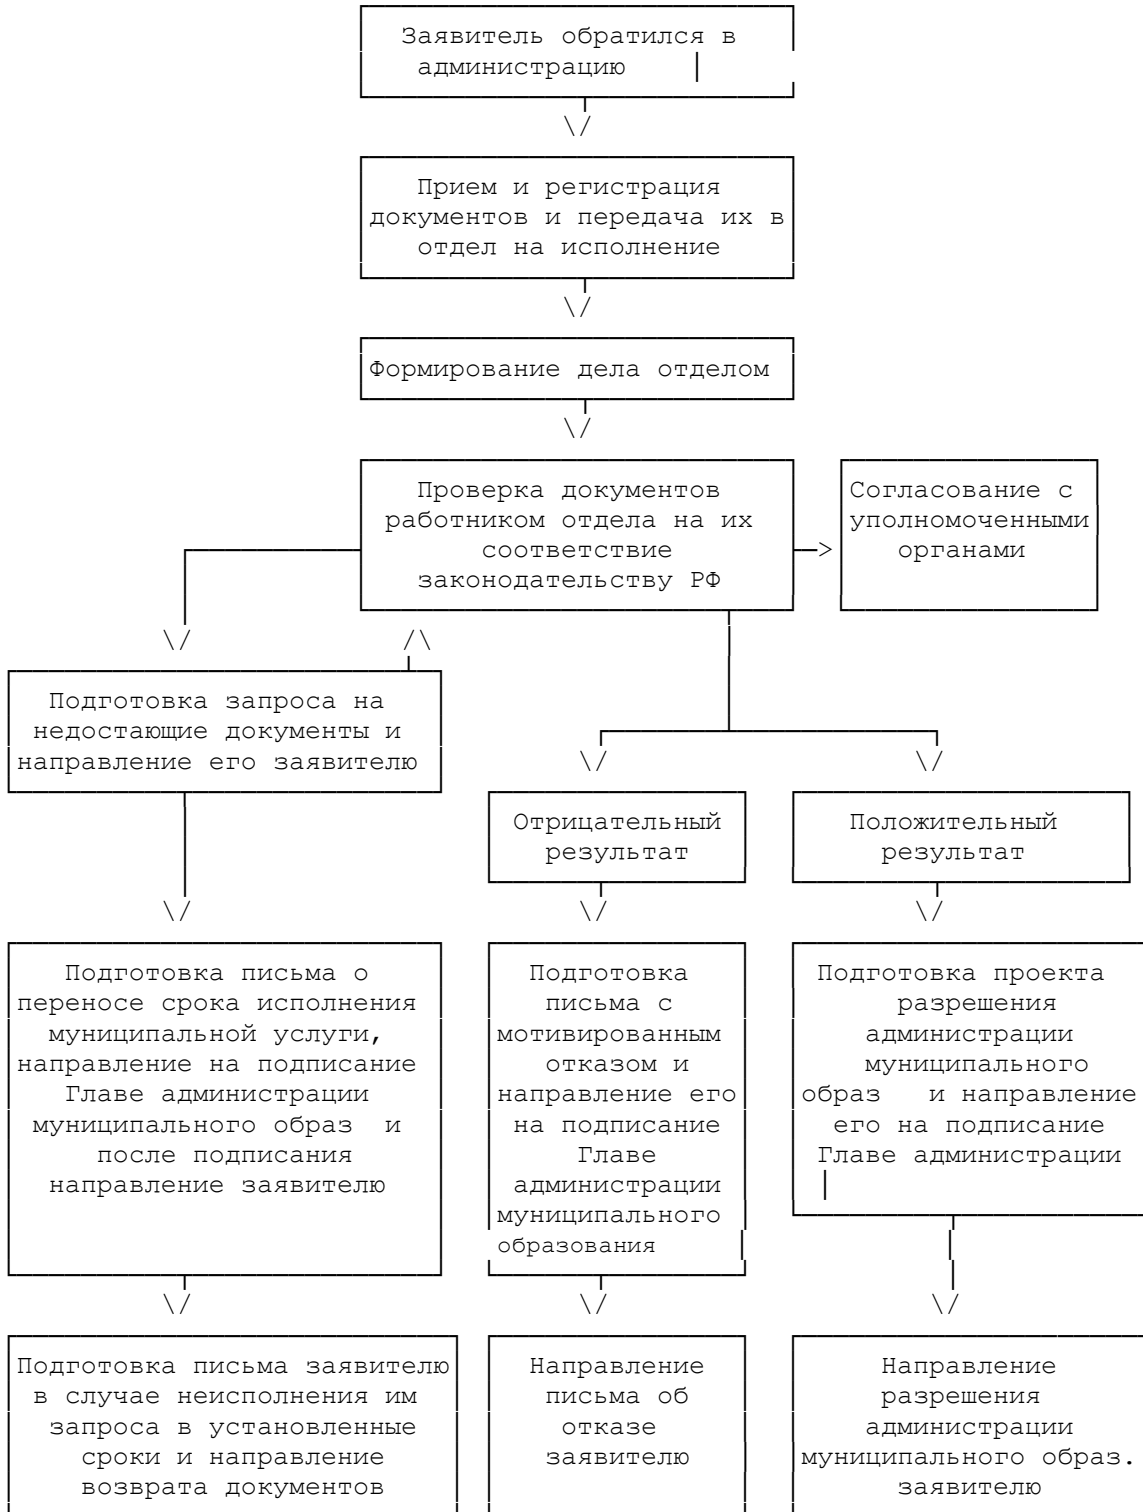 Заявитель обратился в
администрацию
Прием и регистрация
документов и передача их в
отдел на исполнение
Формирование дела отделом
Проверка документов
работником отдела на их
соответствие
законодательству РФ
Согласование с
уполномоченными
органами
Подготовка запроса на
недостающие документы и
направление его заявителю
Отрицательный
результат
Положительный
результат
Подготовка письма о
переносе срока исполнения
муниципальной услуги,
направление на подписание
Главе администрации
муниципального образ и
после подписания
направление заявителю
Подготовка
письма с
мотивированным
отказом и
направление его
на подписание
Главе
администрации
муниципального
образования
Подготовка проекта
разрешения
администрации
муниципального
образ и направление
его на подписание
Главе администрации
Подготовка письма заявителю
в случае неисполнения им
запроса в установленные
сроки и направление
возврата документов
Направление
письма об
отказе
заявителю
Направление
разрешения
администрации
муниципального образ.
заявителю